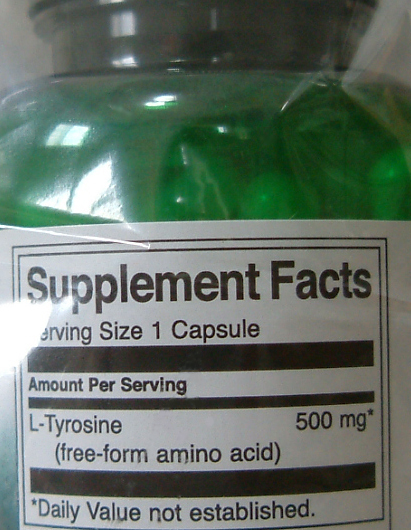 Supplement Facts
erving Size 1 Capsule
Amount Per Serving
L-Tyrosine 500 mg*
(free-form amino acid)
*Daily Value not established.